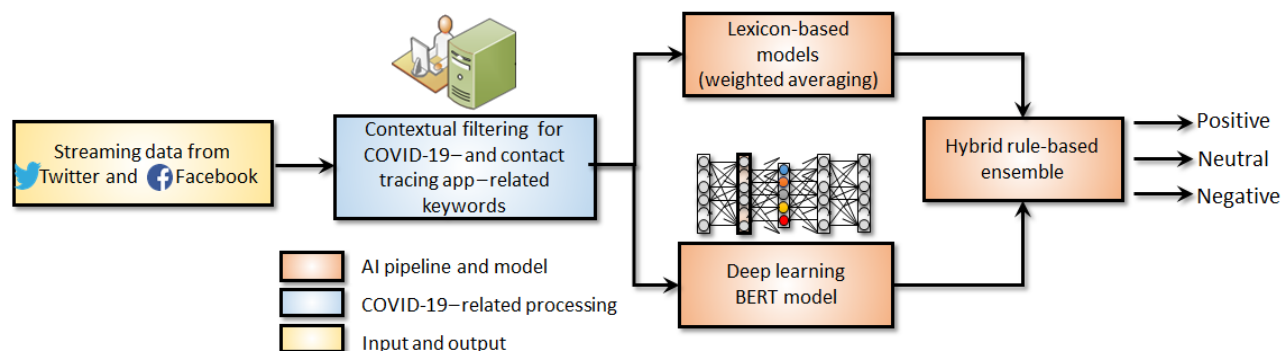 Streaming data from
Twitter and Facebook
Contextual filtering for
COVID-19– and contact
tracing app–related
keywords
Lexicon-based
models
(weighted averaging)
Deep learning
BERT model
Hybrid rule-based
ensemble
Positive
Neutral
Negative
AI pipeline and model
COVID-19–related processing
Input and output